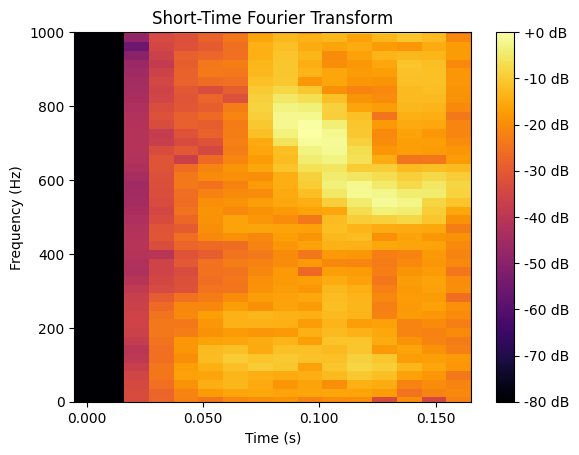 Short-Time Fourier Transform
1000
800
600
400
200
0
Frequency (Hz)
0.000
0.050
0.100
0.150
Time (s)
+0 dB
-10 dB
-20 dB
-30 dB
-40 dB
-50 dB
-60 dB
-70 dB
-80 dB